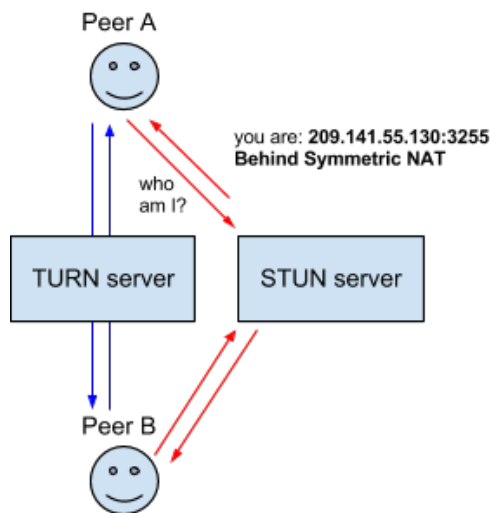 Peer A
you are: 209.141.55.130:3255
Behind Symmetric NAT
who
am I?
TURN server
STUN server
Peer B